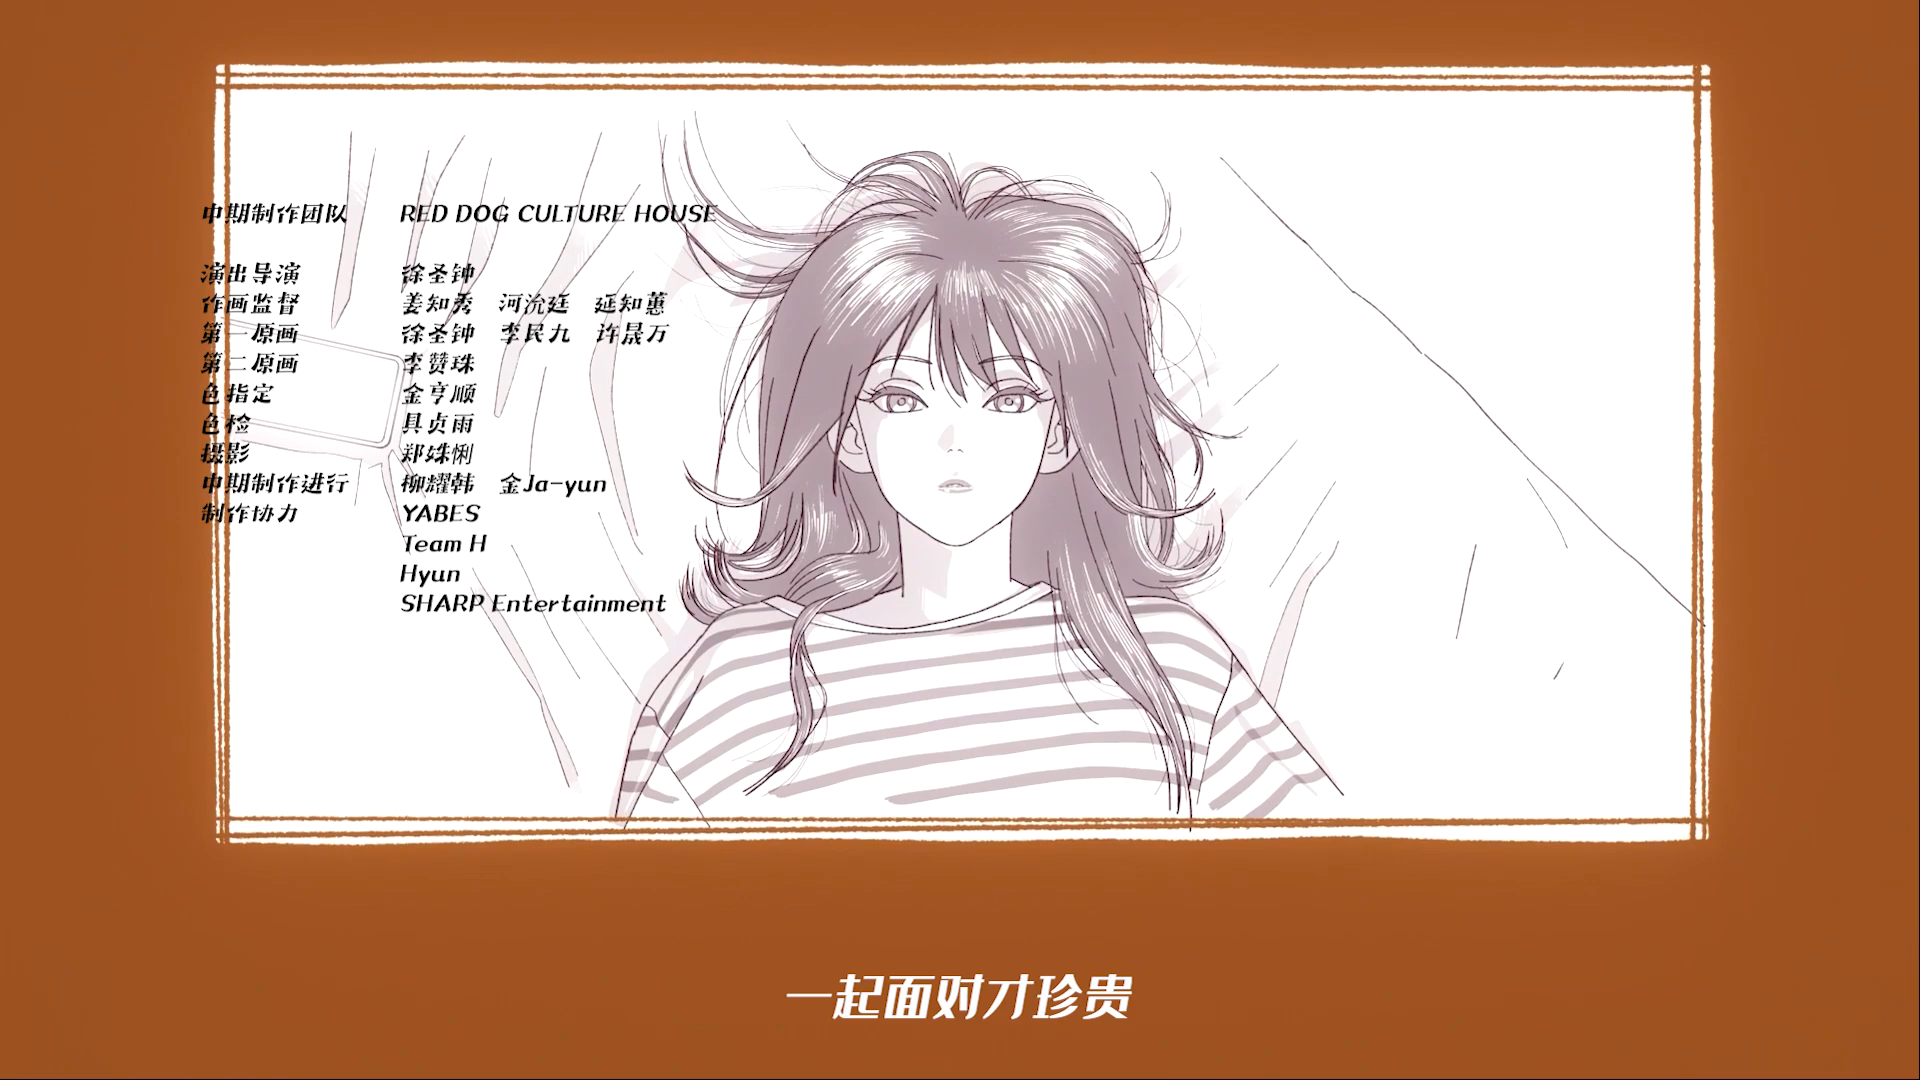 中期制作团队 RED DOG CULTURE HOUSE
演出导演 徐圣钟
作画监督 姜知秀 河沇廷 延知蕙
第一原画 徐圣钟 李民九 许晟万
第二原画 李赞珠
色指定 金亨顺
色检 具贞雨
摄影 郑姝悧
中期制作进行 柳耀韩 金Ja-yun
制作协力 YABES
Team H
Hyun
SHARP Entertainment
一起面对才珍贵